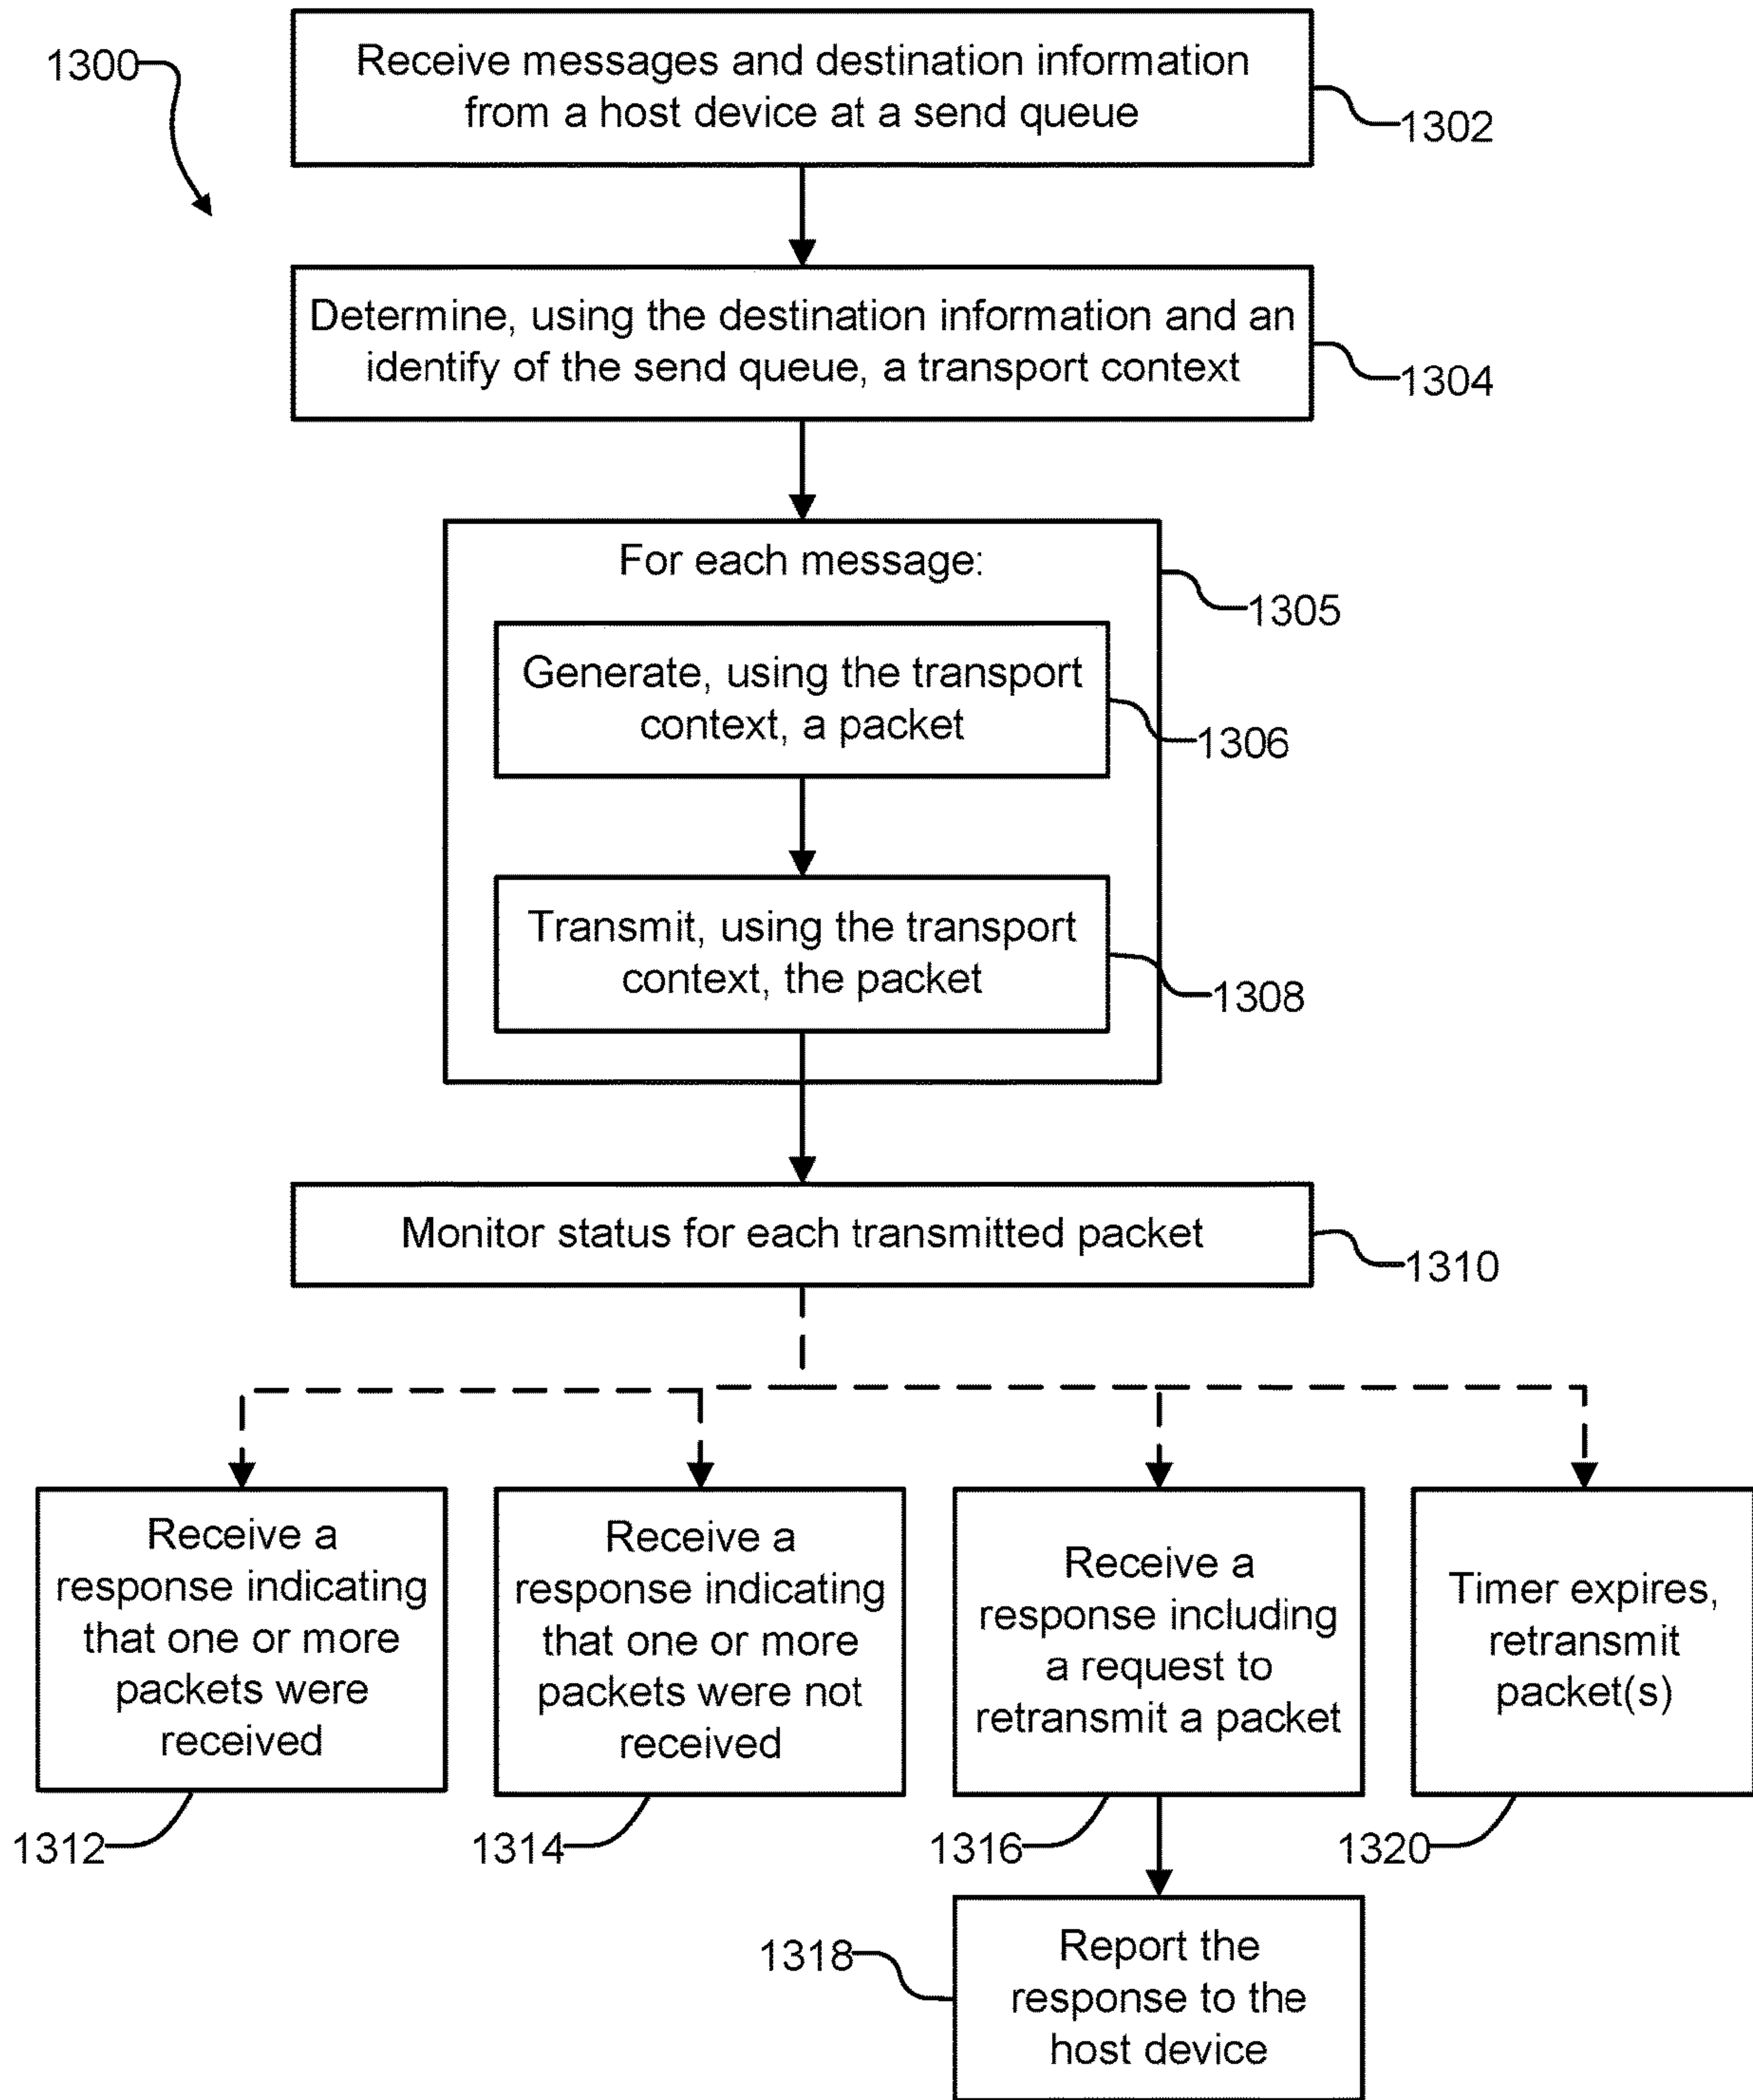 1300
Receive messages and destination information
from a host device at a send queue
1302
Determine, using the destination information and an
identify of the send queue, a transport context
1304
For each message:
1305
Generate, using the transport
context, a packet
1306
Transmit, using the transport
context, the packet
1308
Monitor status for each transmitted packet
1310
Receive a
response indicating
that one or more
packets were
received
1312
Receive a
response indicating
that one or more
packets were not
received
1314
Receive a
response including
a request to
retransmit a packet
1316
Timer expires,
retransmit
packet(s)
1320
1318
Report the
response to the
host device